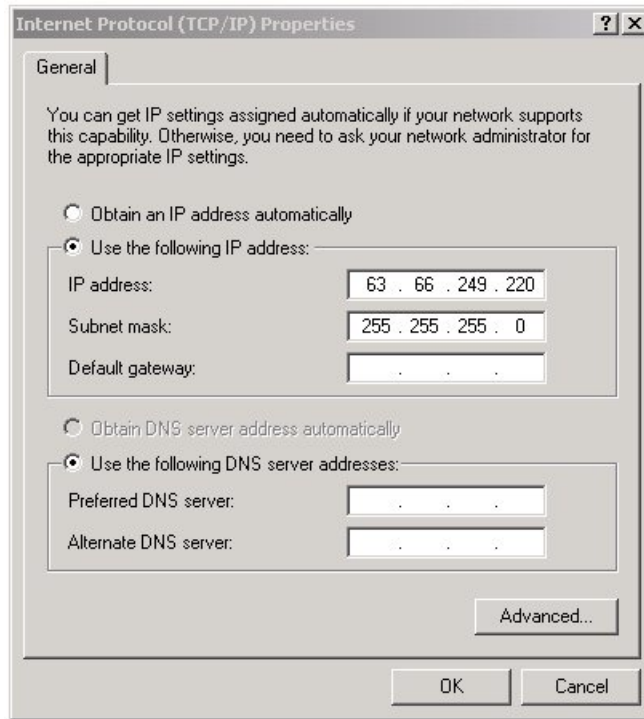 Internet Protocol (TCP/IP) Properties
General
You can get IP settings assigned automatically if your network supports
this capability. Otherwise, you need to ask your network administrator for
the appropriate IP settings.
Obtain an IP address automatically
Use the following IP address:
IP address: 63 . 66 . 249 . 220
Subnet mask: 255 . 255 . 255 . 0
Default gateway: . . .
Obtain DNS server address automatically
Use the following DNS server addresses:
Preferred DNS server: . . .
Alternate DNS server: . . .
Advanced...
OK Cancel